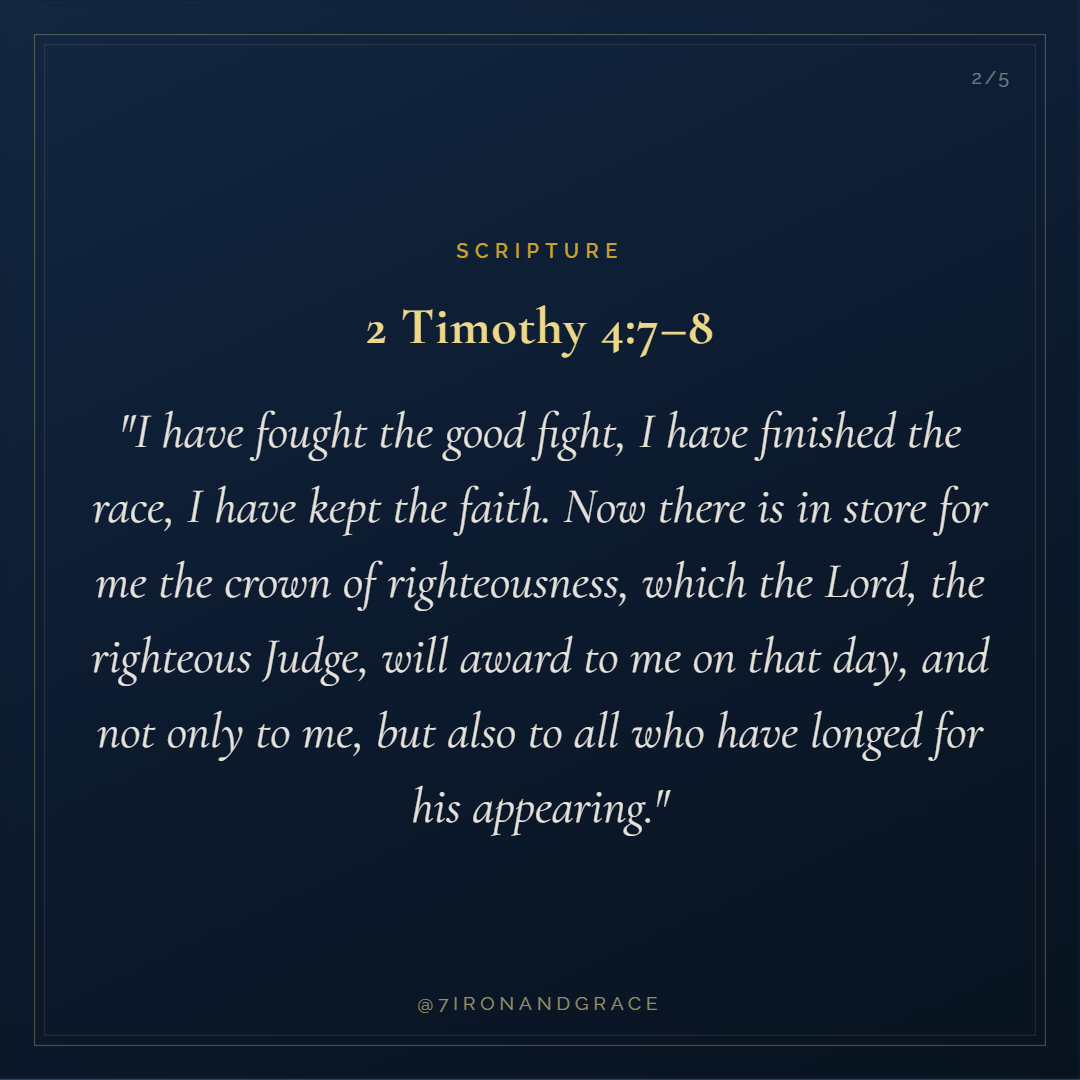 2/5
SCRIPTURE
2 Timothy 4:7–8
"I have fought the good fight, I have finished the
race, I have kept the faith. Now there is in store for
me the crown of righteousness, which the Lord, the
righteous Judge, will award to me on that day, and
not only to me, but also to all who have longed for
his appearing."
@7IRONANDGRACE